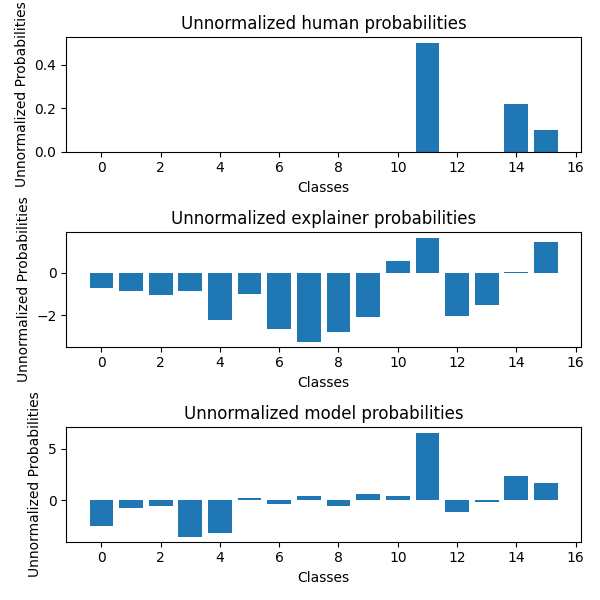 Unnormalized human probabilities
Unnormalized Probabilities
0.4
0.2
0.0
0 2 4 6 8 10 12 14 16
Classes
Unnormalized explainer probabilities
Unnormalized Probabilities
0
−2
0 2 4 6 8 10 12 14 16
Classes
Unnormalized model probabilities
Unnormalized Probabilities
5
0
0 2 4 6 8 10 12 14 16
Classes